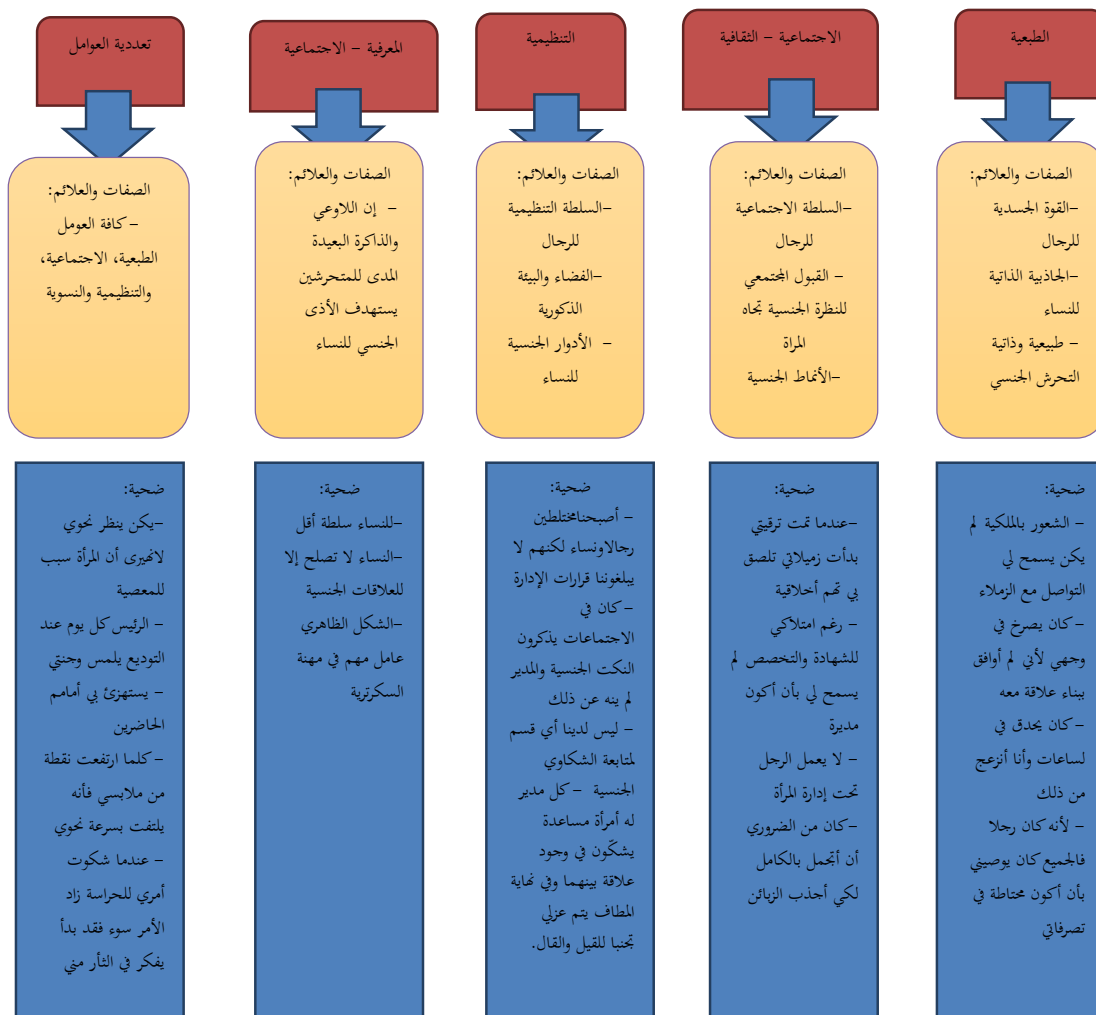 الطبعية
الاجتماعية – الثقافية
التنظيمية
المعرفية – الاجتماعية
تعددية العوامل
الصفات والعلائم:
–القوة الجسدية
للرجال
–الجاذبية الذاتية
للنساء
– طبيعية وذاتية
التحرش الجنسي
الصفات والعلائم:
–السلطة الاجتماعية
للرجال
– القبول المجتمعي
للنظرة الجنسية تجاه
المراة
–الأنماط الجنسية
الصفات والعلائم:
–السلطة التنظيمية
للرجال
–الفضاء والبيئة
الذكورية
– الأدوار الجنسية
للنساء
الصفات والعلائم:
– إن اللاوعي
والذاكرة البعيدة
المدى للمتحرشين
يستهدف الأذى
الجنسي للنساء
الصفات والعلائم:
–كافة العومل
الطبعية، الاجتماعية،
والتنظيمية والنسوية
ضحية:
– الشعور بالملكية لم
يكن يسمح لي
التواصل مع الزملاء
–كان يصرخ في
وجهي لأني لم أوافق
ببناء علاقة معه
–كان يحدق في
لساعات وأنا أنزعج
من ذلك
– لأنه كان رجلا
فالجميع كان يوصيني
بأن أكون محتاطة في
تصرفاتي
ضحية:
–عندما تمت ترقيتي
بدأت زميلاتي تلصق
بي تهم أخلاقية
– رغم امتلاكي
للشهادة والتخصص لم
يسمح لي بأن أكون
مديرة
– لا يعمل الرجل
تحت إدارة المرأة
–كان من الضروري
أن أتجمل بالكامل
لكي أجذب الزبائن
ضحية:
– أصبحنامختلطين
رجالاونساء لكنهم لا
يبلغوننا قرارات الإدارة
–كان في
الاجتماعات يذكرون
النكت الجنسية والمدير
لم ينه عن ذلك
– ليس لدينا أي قسم
لمتابعة الشكاوي
الجنسية –كل مدير
له أمرأة مساعدة
يشكّون في وجود
علاقة بينهما وفي نهاية
المطاف يتم عزلي
تجنبا للقيل والقال.
ضحية:
–للنساء سلطة أقل
–النساء لا تصلح إلا
للعلاقات الجنسية
–الشكل الظاهري
عامل مهم في مهنة
السكرترية
ضحية:
–يكن ينظر نحوي
لانهيرى أن المرأة سبب
للمعصية
– الرئيس كل يوم عند
التوديع يلمس وجنتي
– يستهزئ بي أمامم
الحاضرين
–كلما ارتفعت نقطة
من ملابسي فأنه
يلتفت بسرعة نحوي
– عندما شكوت
أمري للحراسة زاد
الأمر سوء فقد بدأ
يفكر في الثأر مني